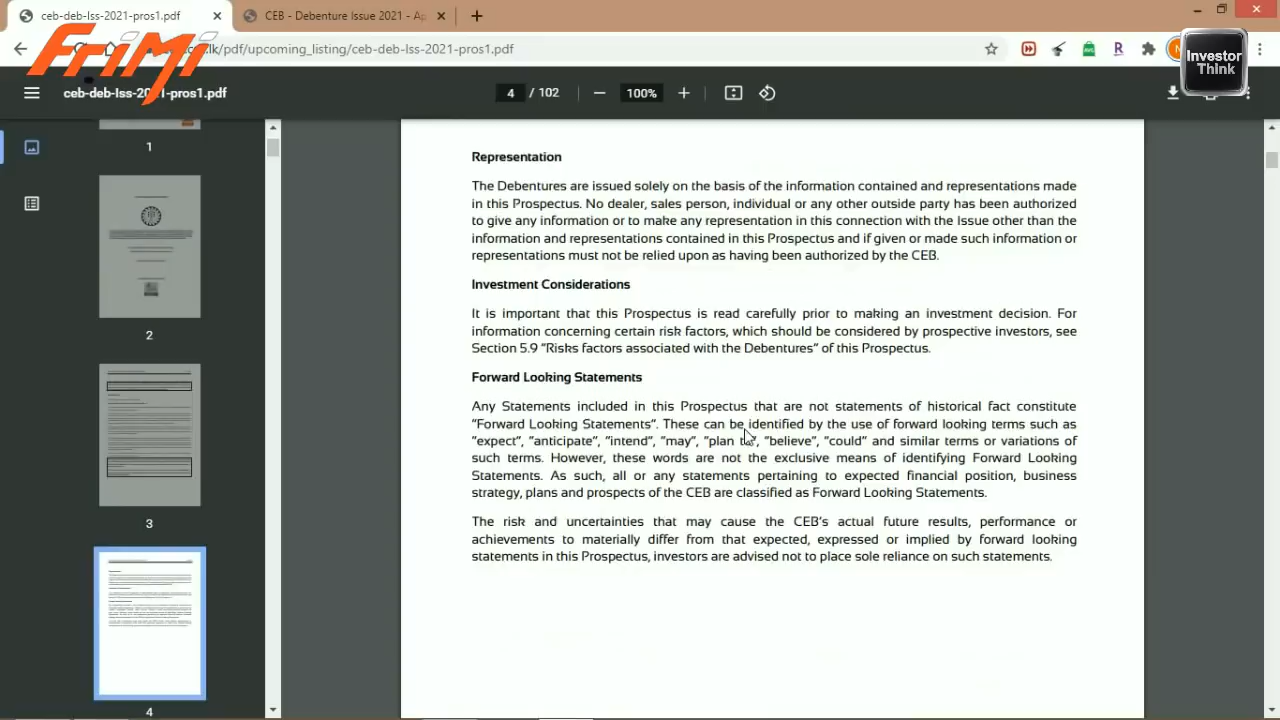 ceb-deb-Iss-2021-pros1.pdf
CEB - Debenture Issue 2021 - Ap
FriMi
.lk/pdf/upcoming_listing/ceb-deb-Iss-2021-pros1.pdf
R
Investor
Think
ceb-deb-Iss-2021-pros1.pdf
4 / 102
100%
1
2
3
4
Representation
The Debentures are issued solely on the basis of the information contained and representations made
in this Prospectus. No dealer, sales person, individual or any other outside party has been authorized
to give any information or to make any representation in this connection with the Issue other than the
information and representations contained in this Prospectus and if given or made such information or
representations must not be relied upon as having been authorized by the CEB.
Investment Considerations
It is important that this Prospectus is read carefully prior to making an investment decision. For
information concerning certain risk factors, which should be considered by prospective investors, see
Section 5.9 "Risks factors associated with the Debentures" of this Prospectus.
Forward Looking Statements
Any Statements included in this Prospectus that are not statements of historical fact constitute
"Forward Looking Statements". These can be identified by the use of forward looking terms such as
"expect", "anticipate", "intend", "may", "plan to", "believe", "could" and similar terms or variations of
such terms. However, these words are not the exclusive means of identifying Forward Looking
Statements. As such, all or any statements pertaining to expected financial position, business
strategy, plans and prospects of the CEB are classified as Forward Looking Statements.
The risk and uncertainties that may cause the CEB's actual future results, performance or
achievements to materially differ from that expected, expressed or implied by forward looking
statements in this Prospectus, investors are advised not to place sole reliance on such statements.